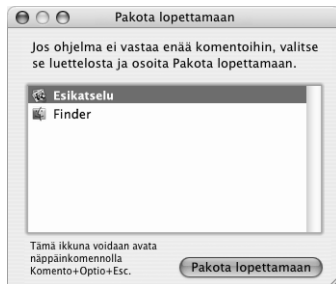 Pakota lopettamaan
Jos ohjelma ei vastaa enää komentoihin, valitse
se luettelosta ja osoita Pakota lopettamaan.
Esikatselu
Finder
Tämä ikkuna voidaan avata
näppäinkomennolla
Komento+Optio+Esc.
Pakota lopettamaan